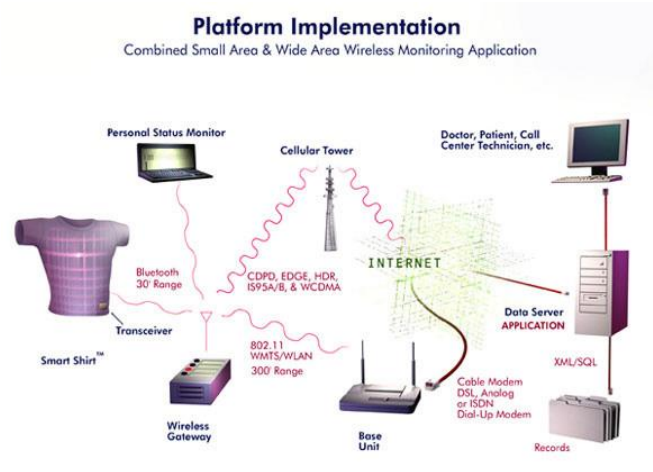 Platform Implementation
Combined Small Area & Wide Area Wireless Monitoring Application
Personal Status Monitor
Cellular Tower
Doctor, Patient, Call
Center Technician, etc.
INTERNET
Bluetooth
30' Range
CDPD, EDGE, HDR,
IS95A/B, & WCDMA
Data Server
APPLICATION
Transceiver
Smart Shirt™
802.11
WMTS/WLAN
300' Range
XML/SQL
Cable Modem
DSL, Analog
or ISDN
Dial-Up Modem
Wireless
Gateway
Base
Unit
Records